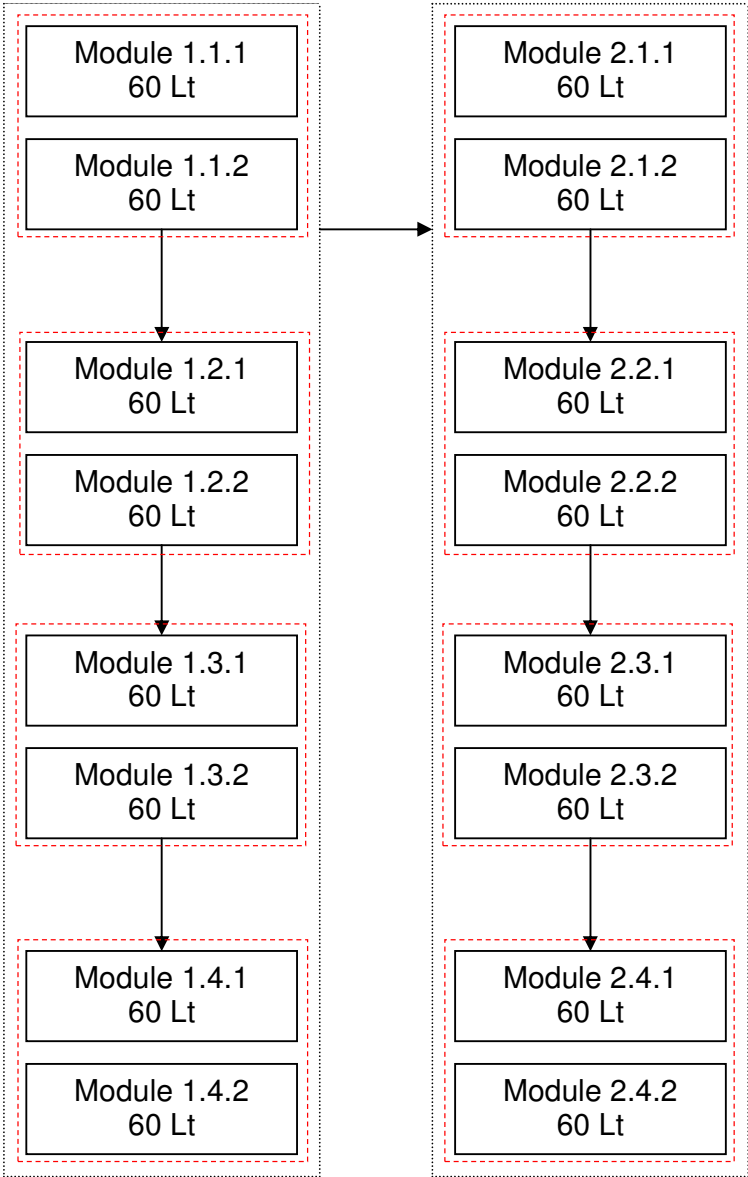 Module 1.1.1
60 Lt
Module 1.1.2
60 Lt
Module 1.2.1
60 Lt
Module 1.2.2
60 Lt
Module 1.3.1
60 Lt
Module 1.3.2
60 Lt
Module 1.4.1
60 Lt
Module 1.4.2
60 Lt
Module 2.1.1
60 Lt
Module 2.1.2
60 Lt
Module 2.2.1
60 Lt
Module 2.2.2
60 Lt
Module 2.3.1
60 Lt
Module 2.3.2
60 Lt
Module 2.4.1
60 Lt
Module 2.4.2
60 Lt